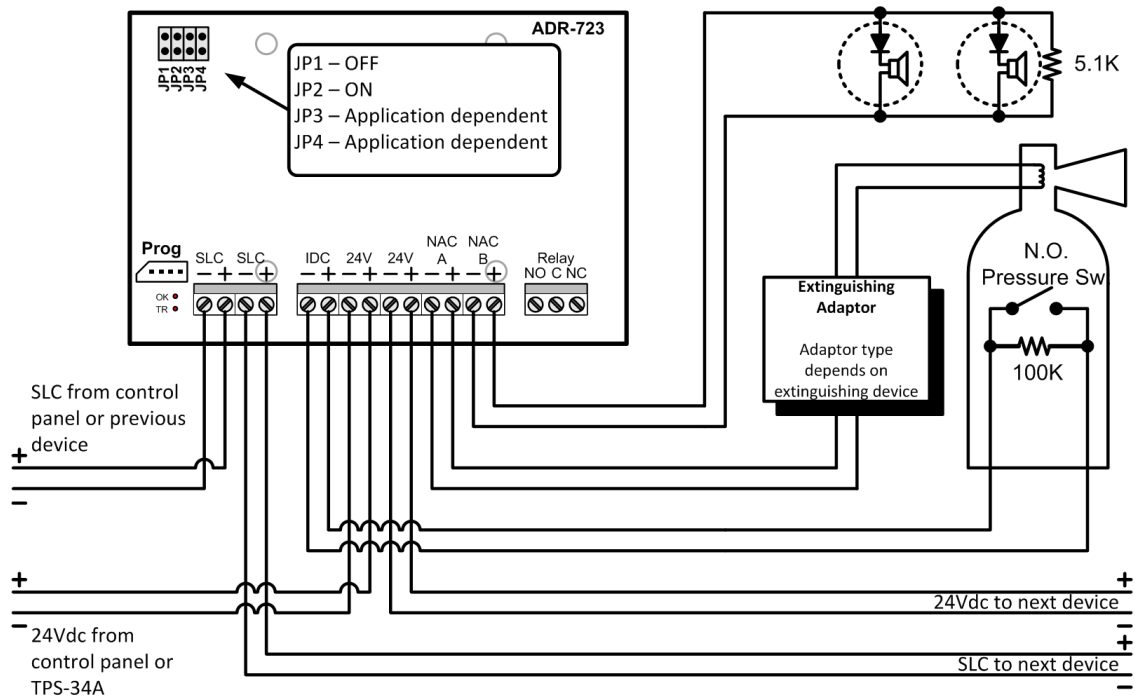 ADR-723
JP1
JP2
JP3
JP4
JP1 – OFF
JP2 – ON
JP3 – Application dependent
JP4 – Application dependent
5.1K
Prog
OK
TR
SLC
– +
SLC
– +
IDC
– +
24V
– +
24V
– +
NAC
A
– +
NAC
B
– +
Relay
NO C NC
Extinguishing
Adaptor
Adaptor type
depends on
extinguishing device
N.O.
Pressure Sw.
100K
SLC from control
panel or previous
device
+
–
+
–
24Vdc from
control panel or
TPS-34A
+
24Vdc to next device
–
+
SLC to next device
–